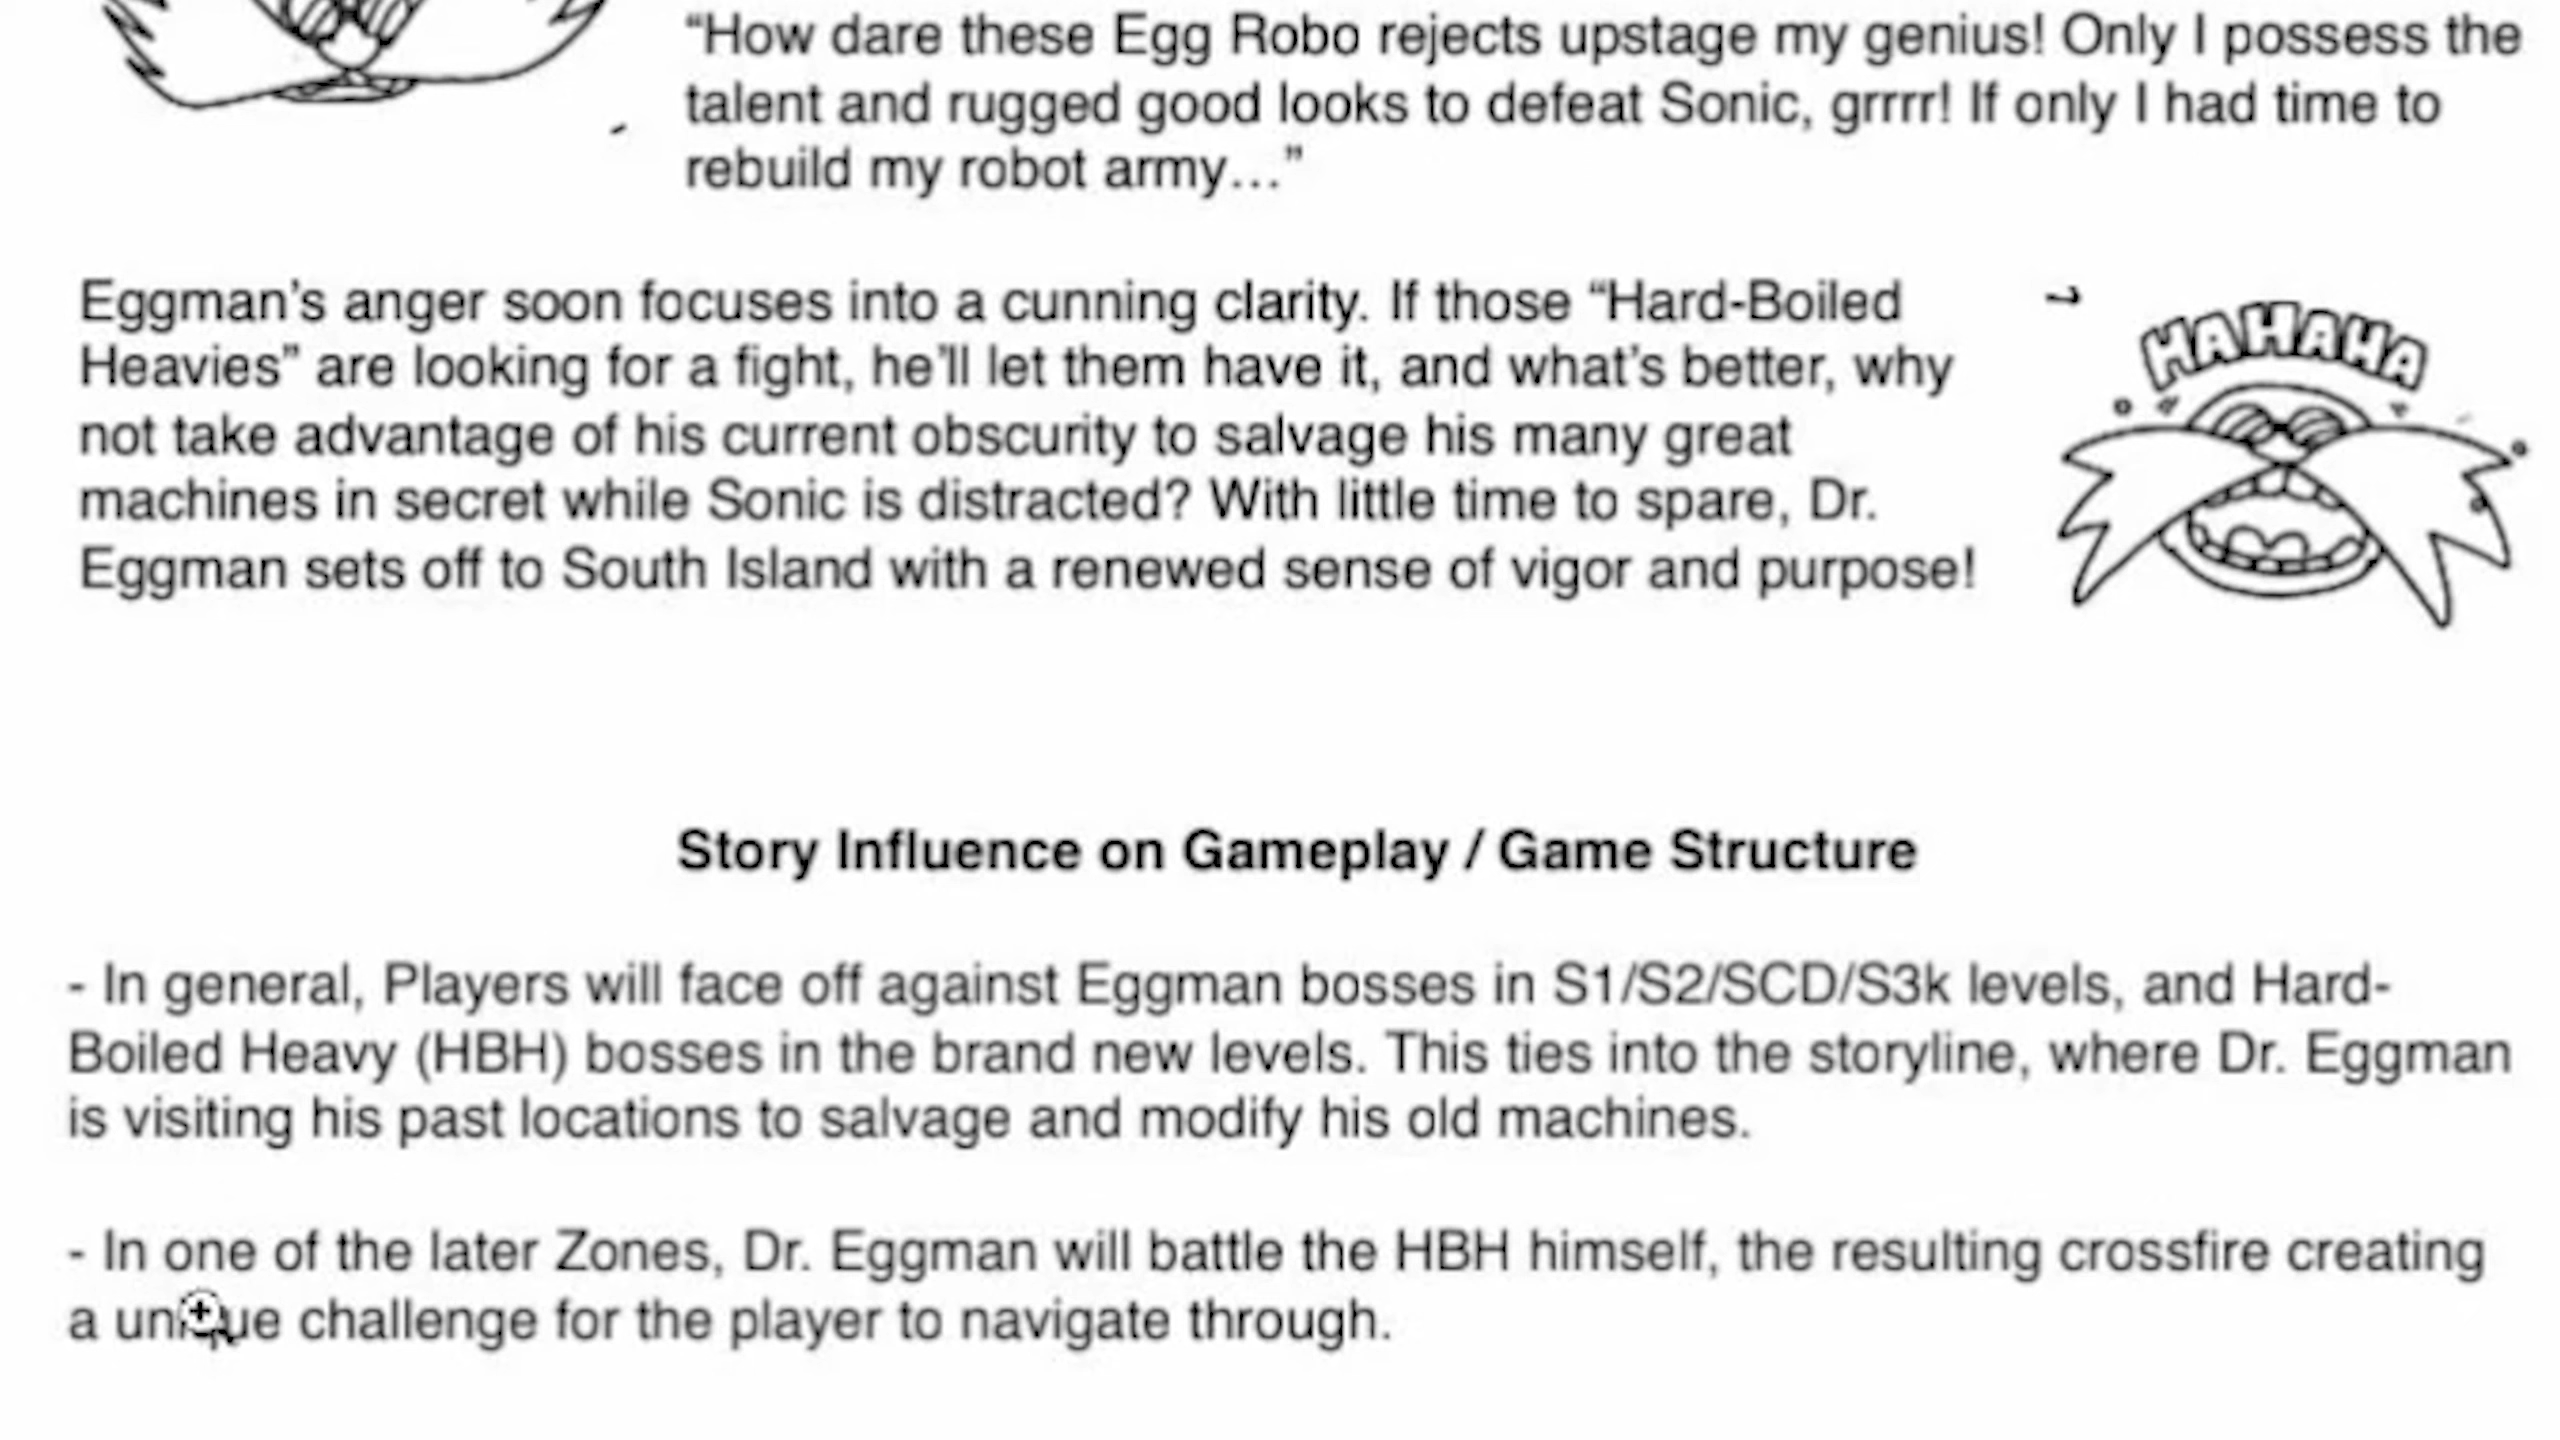 “How dare these Egg Robo rejects upstage my genius! Only I possess the
talent and rugged good looks to defeat Sonic, grrrr! If only I had time to
rebuild my robot army…”
Eggman’s anger soon focuses into a cunning clarity. If those “Hard-Boiled
Heavies” are looking for a fight, he’ll let them have it, and what’s better, why
not take advantage of his current obscurity to salvage his many great
machines in secret while Sonic is distracted? With little time to spare, Dr.
Eggman sets off to South Island with a renewed sense of vigor and purpose!
HAHAHA
Story Influence on Gameplay / Game Structure
- In general, Players will face off against Eggman bosses in S1/S2/SCD/S3k levels, and Hard-
Boiled Heavy (HBH) bosses in the brand new levels. This ties into the storyline, where Dr. Eggman
is visiting his past locations to salvage and modify his old machines.
- In one of the later Zones, Dr. Eggman will battle the HBH himself, the resulting crossfire creating
a unique challenge for the player to navigate through.